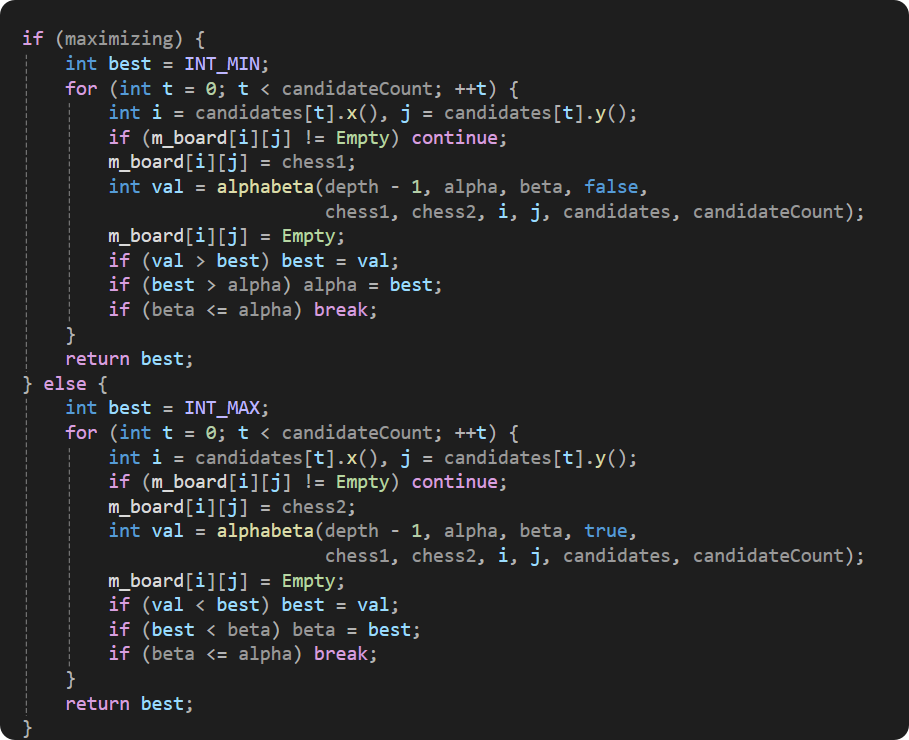 if (maximizing) {
    int best = INT_MIN;
    for (int t = 0; t < candidateCount; ++t) {
        int i = candidates[t].x(), j = candidates[t].y();
        if (m_board[i][j] != Empty) continue;
        m_board[i][j] = chess1;
        int val = alphabeta(depth - 1, alpha, beta, false,
                            chess1, chess2, i, j, candidates, candidateCount);
        m_board[i][j] = Empty;
        if (val > best) best = val;
        if (best > alpha) alpha = best;
        if (beta <= alpha) break;
    }
    return best;
} else {
    int best = INT_MAX;
    for (int t = 0; t < candidateCount; ++t) {
        int i = candidates[t].x(), j = candidates[t].y();
        if (m_board[i][j] != Empty) continue;
        m_board[i][j] = chess2;
        int val = alphabeta(depth - 1, alpha, beta, true,
                            chess1, chess2, i, j, candidates, candidateCount);
        m_board[i][j] = Empty;
        if (val < best) best = val;
        if (best < beta) beta = best;
        if (beta <= alpha) break;
    }
    return best;
}